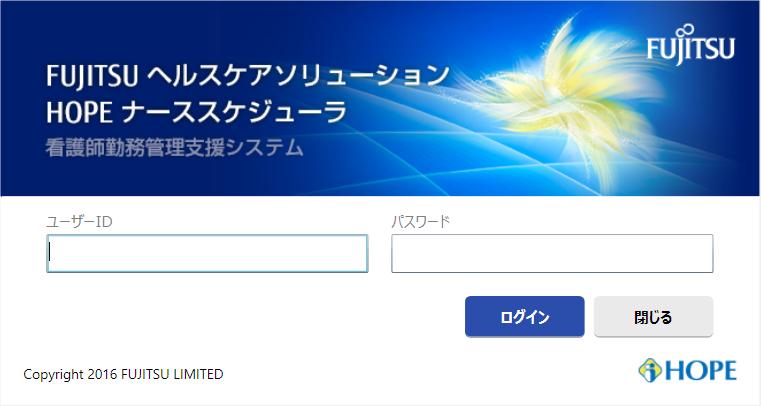 FUJITSU
FUJITSU ヘルスケアソリューション
HOPE ナーススケジューラ
看護師勤務管理支援システム
ユーザーID
パスワード
ログイン
閉じる
Copyright 2016 FUJITSU LIMITED
HOPE